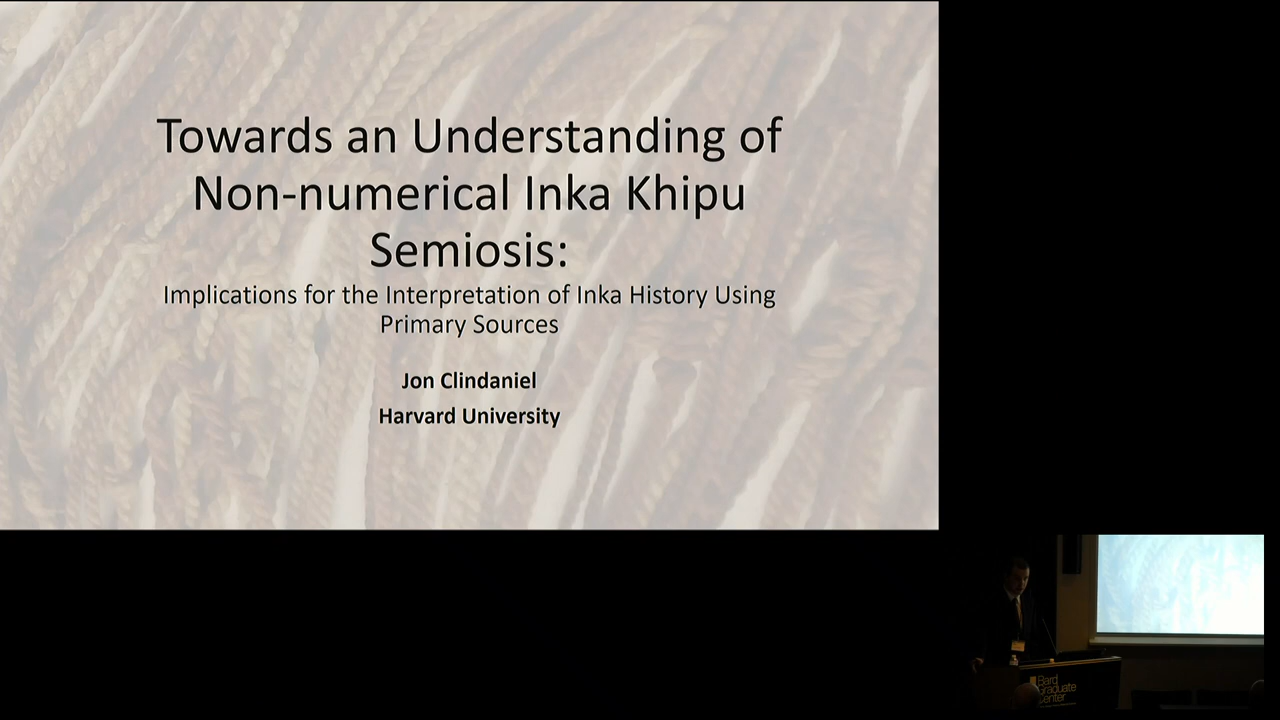 Towards an Understanding of
Non-numerical Inka Khipu
Semiosis:
Implications for the Interpretation of Inka History Using
Primary Sources
Jon Clindaniel
Harvard University
Bard
Graduate
Center